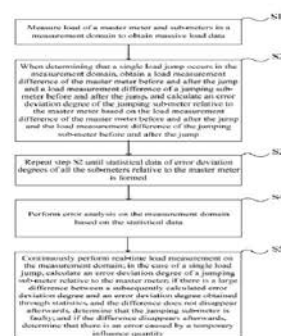 S1
Measure load of a master meter and submeters in a
measurement domain to obtain massive load data
S2
When determining that a single load jump occurs in the
measurement domain, obtain a load measurement
difference of the master meter before and after the jump
and a load measurement difference of a jumping sub-
meter before and after the jump, and calculate an error
deviation degree of the jumping submeter relative to
the master meter based on the load measurement
difference of the master meter before and after the jump
and the load measurement difference of the jumping
submeter before and after the jump
S3
Repeat step S2 until statistical data of error deviation
degrees of all the submeters relative to the master meter
is formed
S4
Perform error analysis on the measurement domain
based on the statistical data
S5
Continuously perform real-time load measurement on
the measurement domain, in the case of a single load
jump, calculate an error deviation degree of a jumping
sub-meter relative to the master meter, if there is a large
difference between a subsequently calculated error
deviation degree and an error deviation degree obtained
through statistics, and the difference does not disappear
afterwards, determine that the jumping submeter is
faulty; and if the difference disappears afterwards,
determine that there is an error caused by a temporary
influence quantity